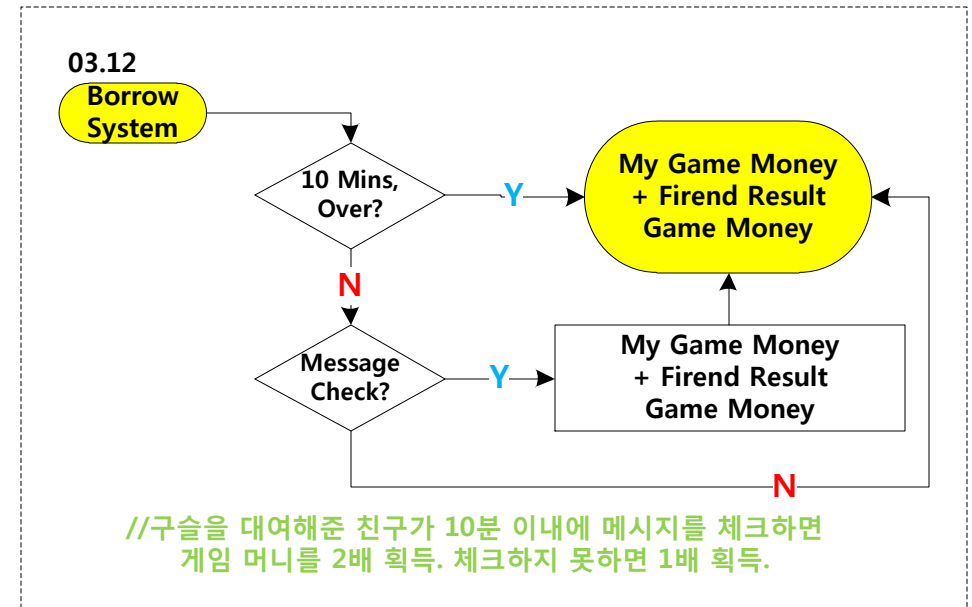 03.12
Borrow
System
10 Mins,
Over?
Y
My Game Money
+ Firend Result
Game Money
N
Message
Check?
Y
My Game Money
+ Firend Result
Game Money
N
//구슬을 대여해준 친구가 10분 이내에 메시지를 체크하면
게임 머니를 2배 획득. 체크하지 못하면 1배 획득.